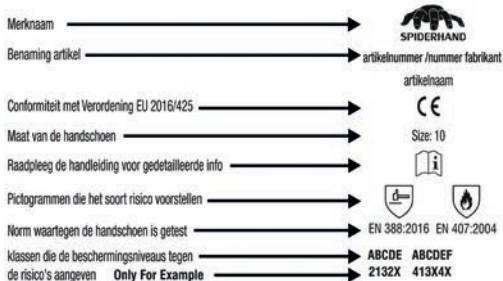 Merknaam
SPIDERHAND
Benaming artikel
artikelnummer /nummer fabrikant
artikelnaam
Conformiteit met Verordening EU 2016/425
CE
Maat van de handschoen
Size: 10
Raadpleeg de handleiding voor gedetailleerde info
i
Pictogrammen die het soort risico voorstellen
Norm waartegen de handschoen is getest
EN 388:2016 EN 407:2004
klassen die de beschermingsniveaus tegen
ABCDE ABCDEF
de risico's aangeven Only For Example
2132X 413X4X